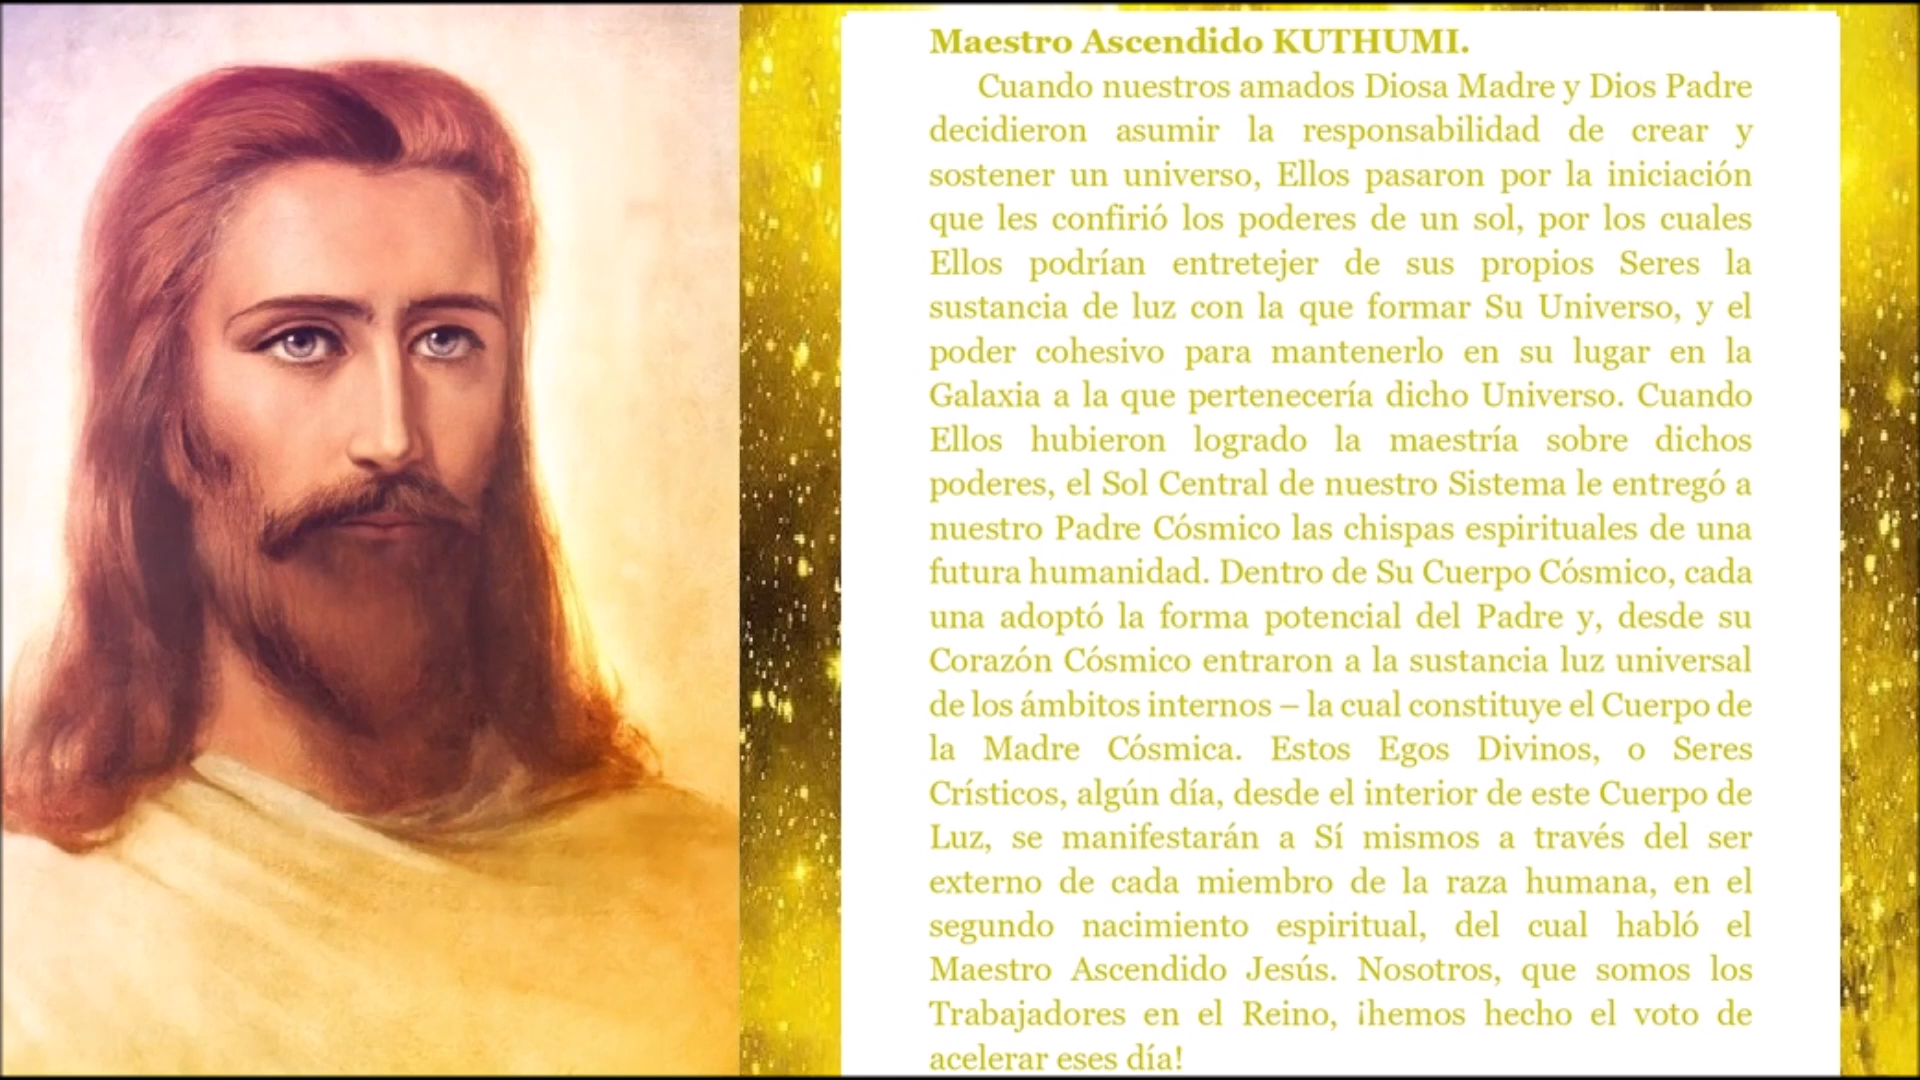 Maestro Ascendido KUTHUMI.
Cuando nuestros amados Diosa Madre y Dios Padre
decidieron asumir la responsabilidad de crear y
sostener un universo, Ellos pasaron por la iniciación
que les confirió los poderes de un sol, por los cuales
Ellos podrían entretejer de sus propios Seres la
sustancia de luz con la que formar Su Universo, y el
poder cohesivo para mantenerlo en su lugar en la
Galaxia a la que pertenecería dicho Universo. Cuando
Ellos hubieron logrado la maestría sobre dichos
poderes, el Sol Central de nuestro Sistema le entregó a
nuestro Padre Cósmico las chispas espirituales de una
futura humanidad. Dentro de Su Cuerpo Cósmico, cada
una adoptó la forma potencial del Padre y, desde su
Corazón Cósmico entraron a la sustancia luz universal
de los ámbitos internos – la cual constituye el Cuerpo de
la Madre Cósmica. Estos Egos Divinos, o Seres
Crísticos, algún día, desde el interior de este Cuerpo de
Luz, se manifestarán a Sí mismos a través del ser
externo de cada miembro de la raza humana, en el
segundo nacimiento espiritual, del cual habló el
Maestro Ascendido Jesús. Nosotros, que somos los
Trabajadores en el Reino, ¡hemos hecho el voto de
acelerar eses día!